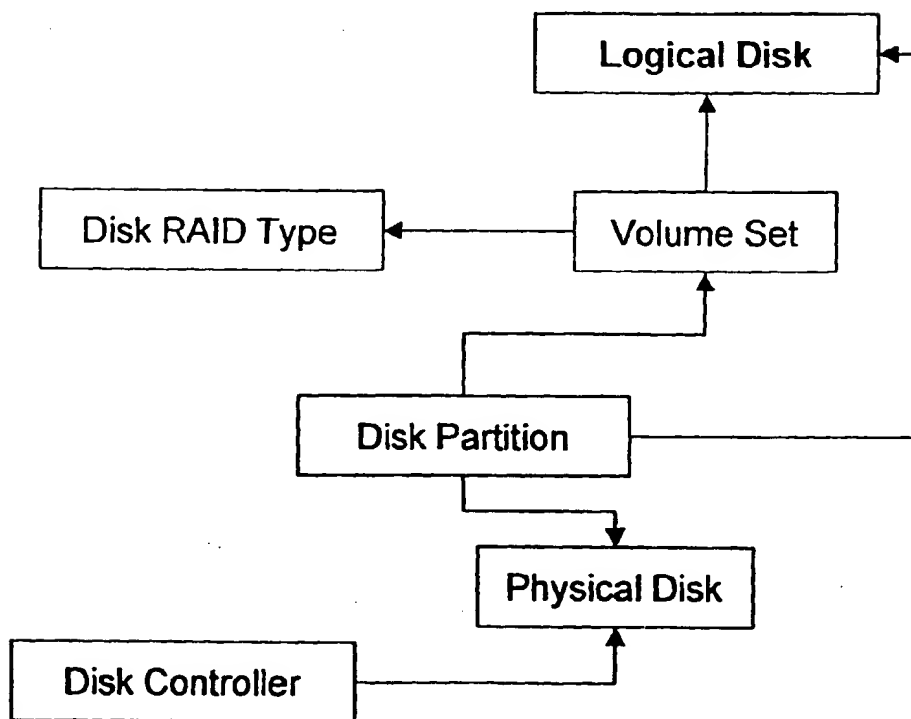 Logical Disk
Disk RAID Type
Volume Set
Disk Partition
Physical Disk
Disk Controller